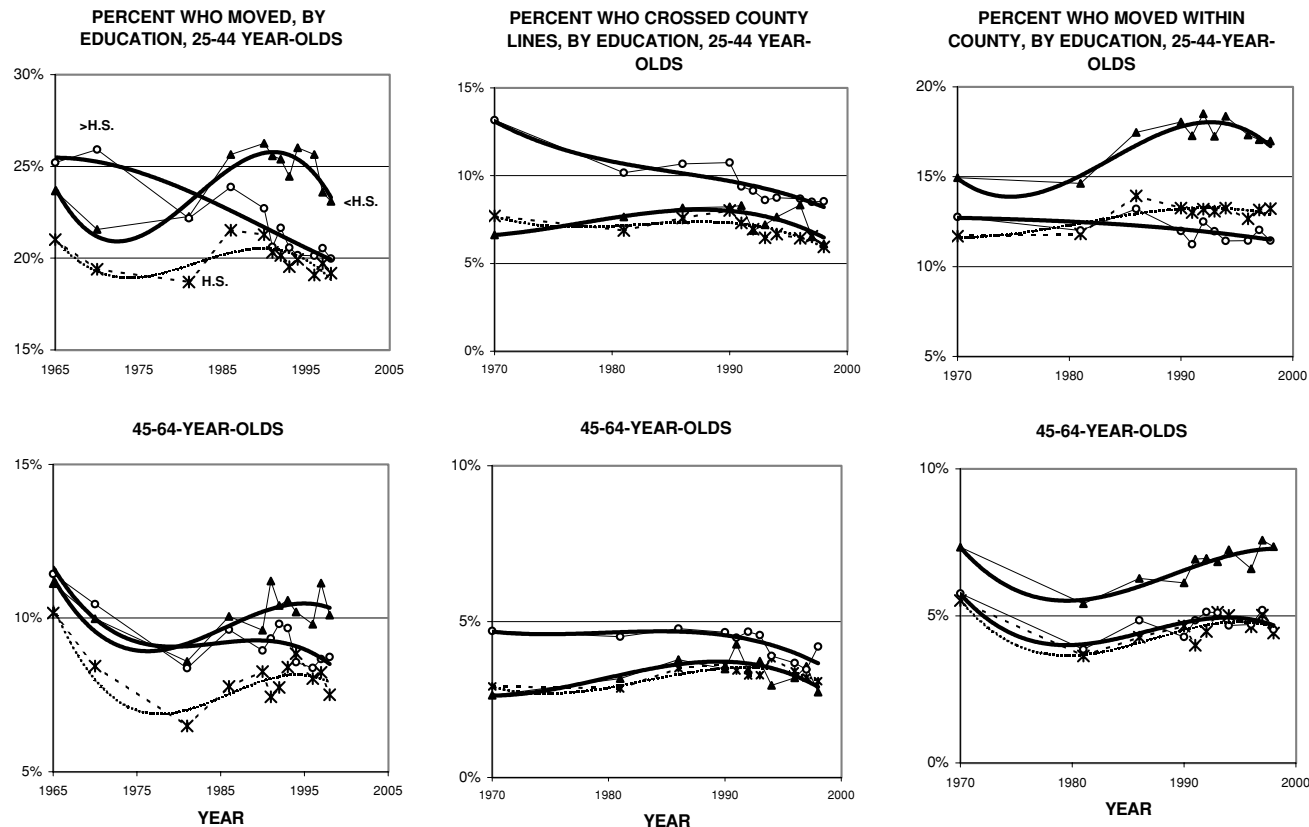 PERCENT WHO MOVED, BY
EDUCATION, 25-44 YEAR-OLDS
30%
25%
20%
15%
>H.S.
<H.S.
H.S.
1965
1975
1985
1995
2005
PERCENT WHO CROSSED COUNTY
LINES, BY EDUCATION, 25-44 YEAR-
OLDS
15%
10%
5%
0%
1970
1980
1990
2000
PERCENT WHO MOVED WITHIN
COUNTY, BY EDUCATION, 25-44-YEAR-
OLDS
20%
15%
10%
5%
1970
1980
1990
2000
45-64-YEAR-OLDS
15%
10%
5%
1965
1975
1985
1995
2005
YEAR
45-64-YEAR-OLDS
10%
5%
0%
1970
1980
1990
2000
YEAR
45-64-YEAR-OLDS
10%
5%
0%
1970
1980
1990
2000
YEAR